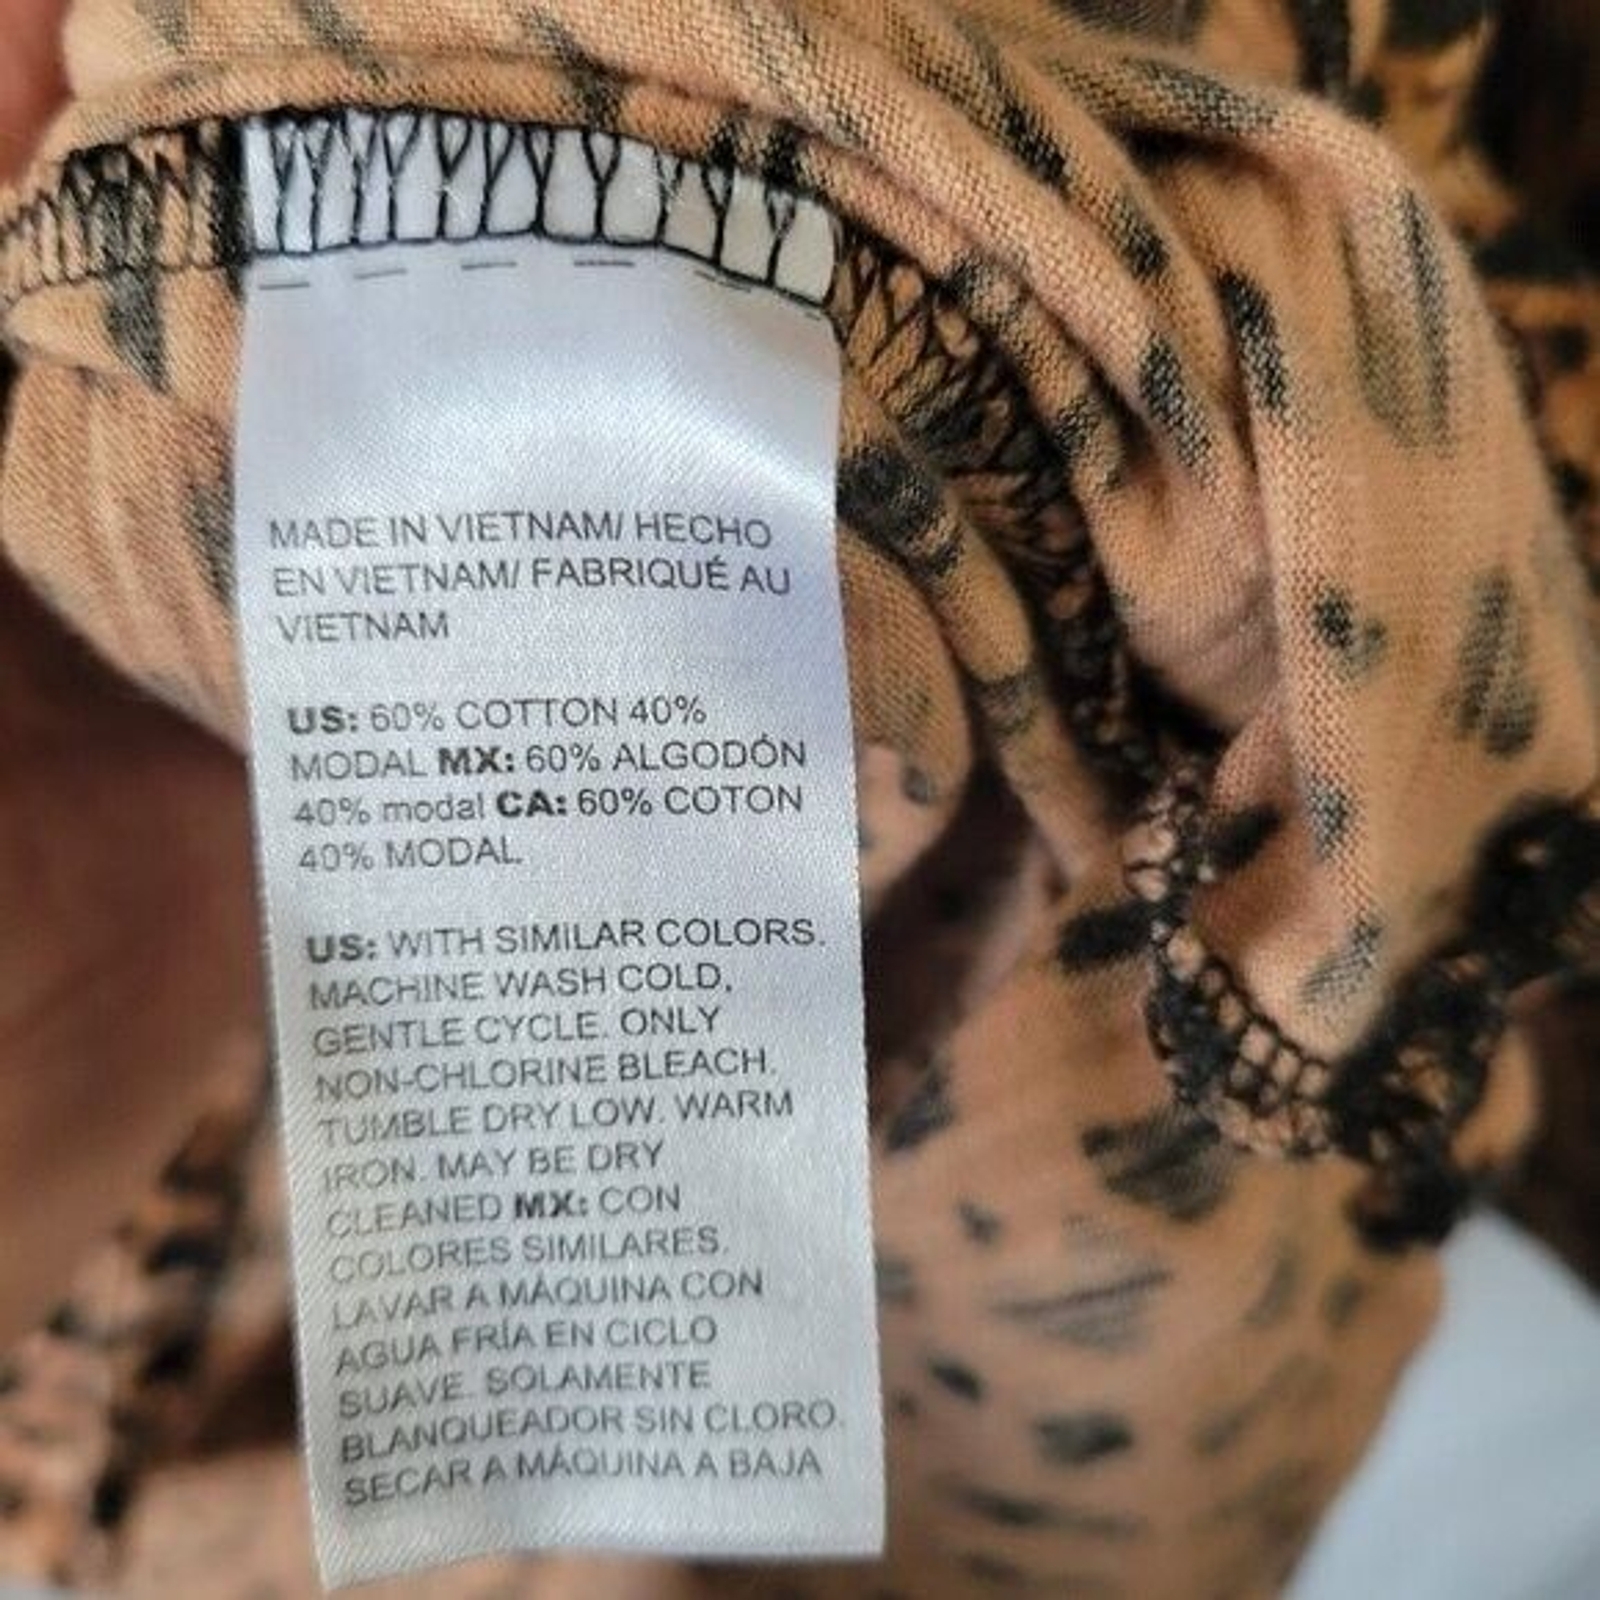 MADE IN VIETNAM/ HECHO
EN VIETNAM/ FABRIQUÉ AU
VIETNAM
US: 60% COTTON 40%
MODAL MX: 60% ALGODÓN
40% modal CA: 60% COTON
40% MODAL
US: WITH SIMILAR COLORS.
MACHINE WASH COLD,
GENTLE CYCLE. ONLY
NON-CHLORINE BLEACH.
TUMBLE DRY LOW. WARM
IRON. MAY BE DRY
CLEANED MX: CON
COLORES SIMILARES.
LAVAR A MÁQUINA CON
AGUA FRÍA EN CICLO
SUAVE. SOLAMENTE
BLANQUEADOR SIN CLORO.
SECAR A MÁQUINA A BAJA